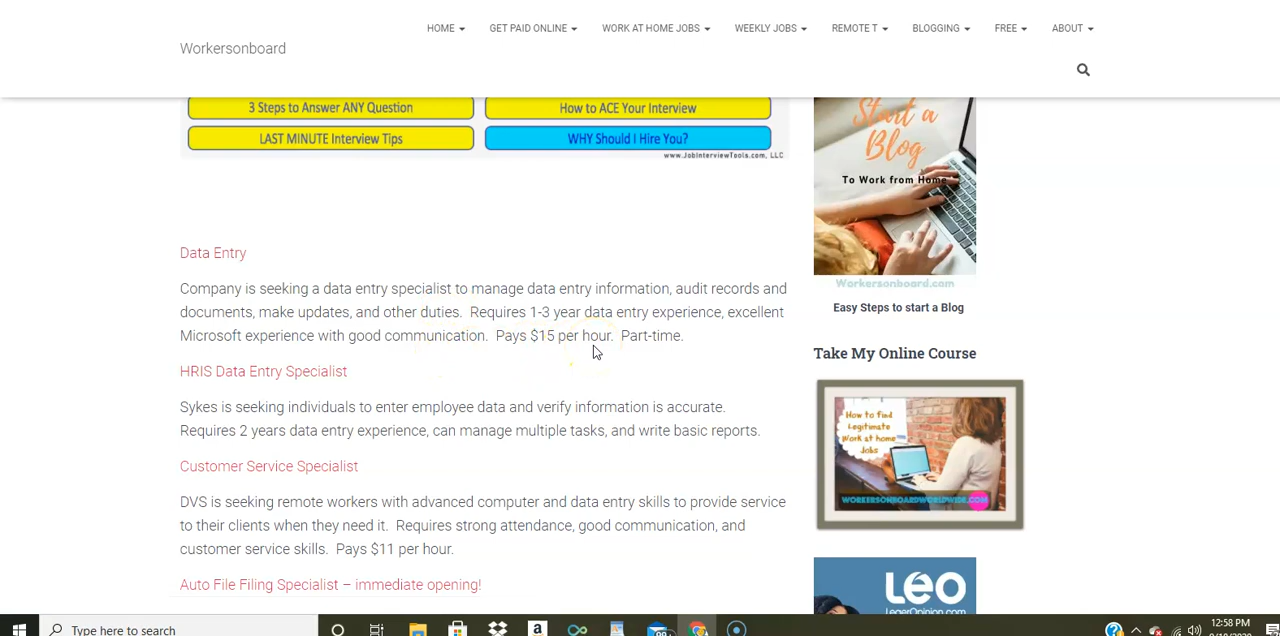 HOME GET PAID ONLINE WORK AT HOME JOBS WEEKLY JOBS REMOTE T BLOGGING FREE ABOUT
Workersonboard
3 Steps to Answer ANY Question
How to ACE Your Interview
LAST MINUTE Interview Tips
WHY Should I Hire You?
www.JobInterviewTools.com, LLC
Data Entry
Company is seeking a data entry specialist to manage data entry information, audit records and
documents, make updates, and other duties. Requires 1-3 year data entry experience, excellent
Microsoft experience with good communication. Pays $15 per hour. Part-time.
HRIS Data Entry Specialist
Sykes is seeking individuals to enter employee data and verify information is accurate.
Requires 2 years data entry experience, can manage multiple tasks, and write basic reports.
Customer Service Specialist
DVS is seeking remote workers with advanced computer and data entry skills to provide service
to their clients when they need it. Requires strong attendance, good communication, and
customer service skills. Pays $11 per hour.
Auto File Filing Specialist – immediate opening!
Start a
Blog
To Work from Home
Workersonboard.com
Easy Steps to start a Blog
Take My Online Course
How to find
Legitimate
Work at home
Jobs
WORKERSONBOARDWORLDWIDE.COM
LEO
LegerOpinion.com
Type here to search
a
99
12:58 PM